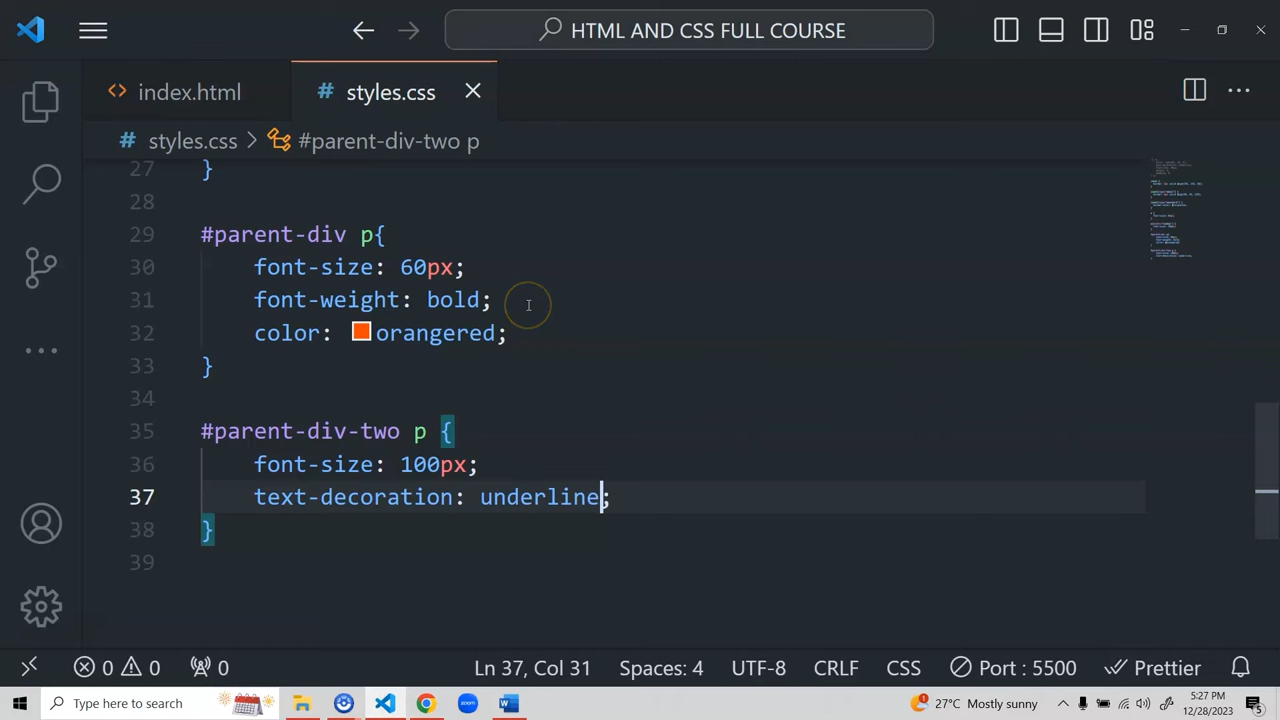 HTML AND CSS FULL COURSE
<> index.html
# styles.css
# styles.css > #parent-div-two p
27 }
28
29 #parent-div p{
30 font-size: 60px;
31 font-weight: bold;
32 color: orangered;
33 }
34
35 #parent-div-two p {
36 font-size: 100px;
37 text-decoration: underline;
38 }
39
0 0 0 Ln 37, Col 31 Spaces: 4 UTF-8 CRLF CSS Port : 5500 Prettier
Type here to search zoom W 27°C Mostly sunny 5:27 PM
12/28/2023 5